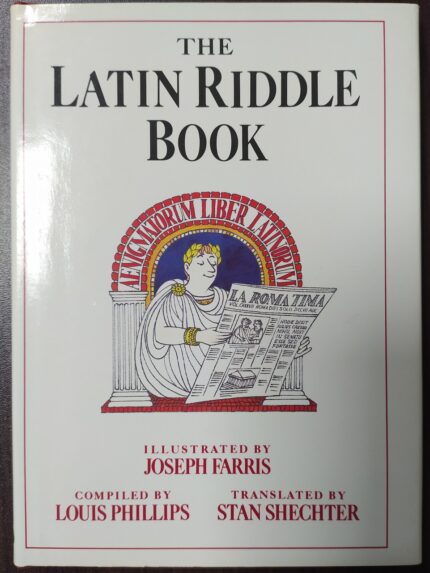 THE
LATIN RIDDLE
BOOK
AENIGMATORUM LIBER LATINORUM
LA ROMA TIMA
ILLUSTRATED BY
JOSEPH FARRIS
COMPILED BY
LOUIS PHILLIPS
TRANSLATED BY
STAN SHECHTER